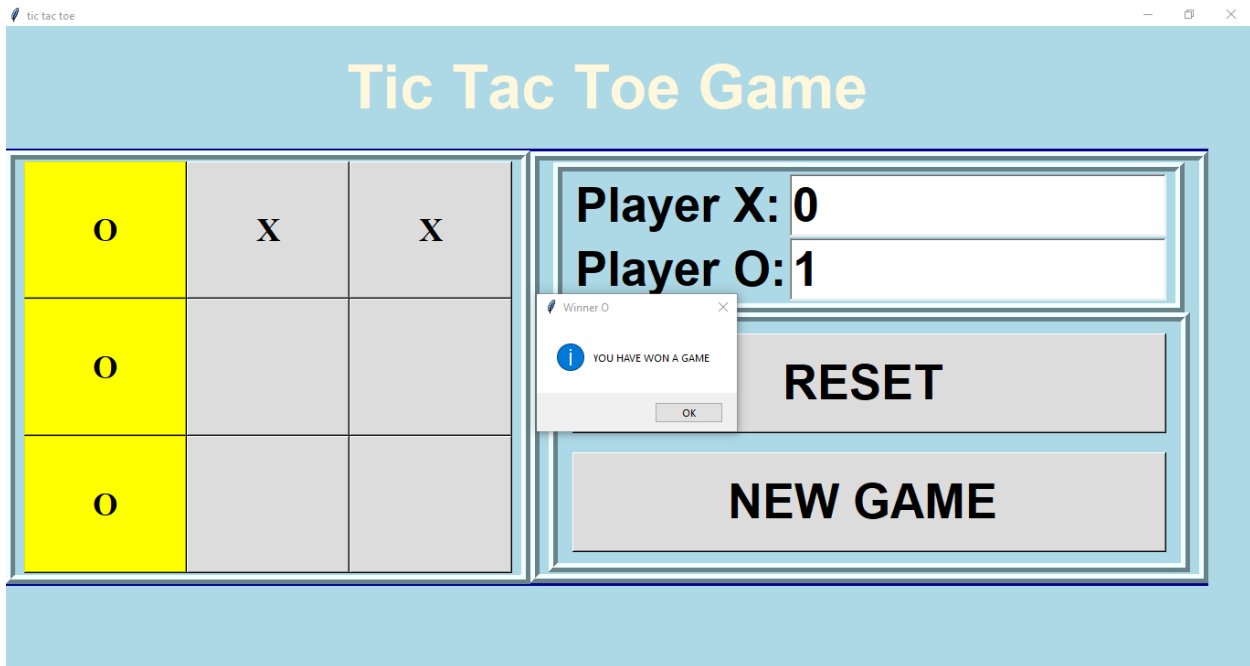 tic tac toe
Tic Tac Toe Game
O X X
O
O
Player X: 0
Player O: 1
Winner O
YOU HAVE WON A GAME
OK
RESET
NEW GAME